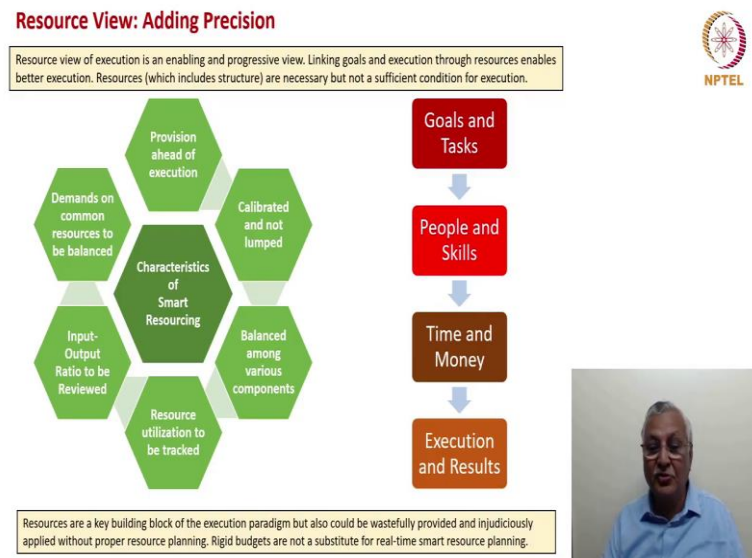 Resource View: Adding Precision
NPTEL
Resource view of execution is an enabling and progressive view. Linking goals and execution through resources enables
better execution. Resources (which includes structure) are necessary but not a sufficient condition for execution.
Provision
ahead of
execution
Calibrated
and not
lumped
Balanced
among
various
components
Resource
utilization to
be tracked
Input-
Output
Ratio to be
Reviewed
Demands on
common
resources to
be balanced
Characteristics
of
Smart
Resourcing
Goals and
Tasks
People and
Skills
Time and
Money
Execution
and Results
Resources are a key building block of the execution paradigm but also could be wastefully provided and injudiciously
applied without proper resource planning. Rigid budgets are not a substitute for real-time smart resource planning.